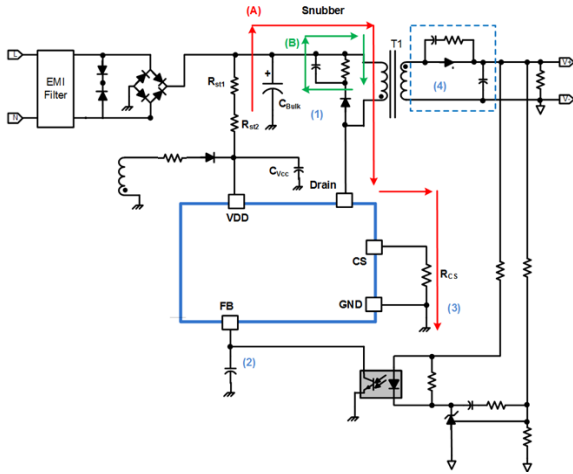 (A)
Snubber
(B)
T1
L
EMI
Filter
N
Rst1
CBulk
Rst2
(1)
(4)
V+
V-
CVcc
Drain
VDD
CS
RCS
GND
(3)
FB
(2)